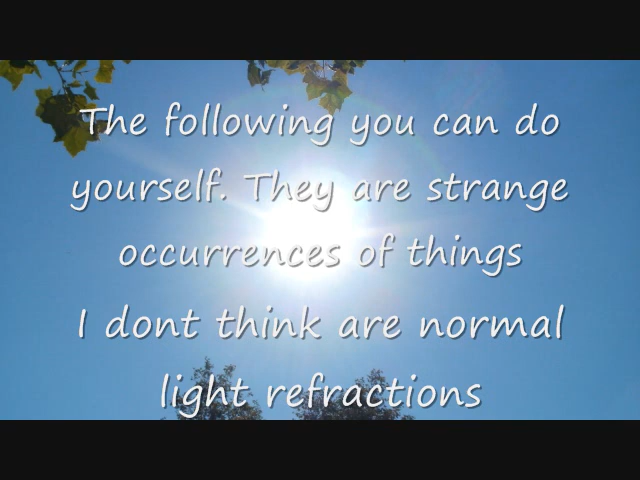 The following you can do
yourself. They are strange
occurrences of things
I dont think are normal
light refractions